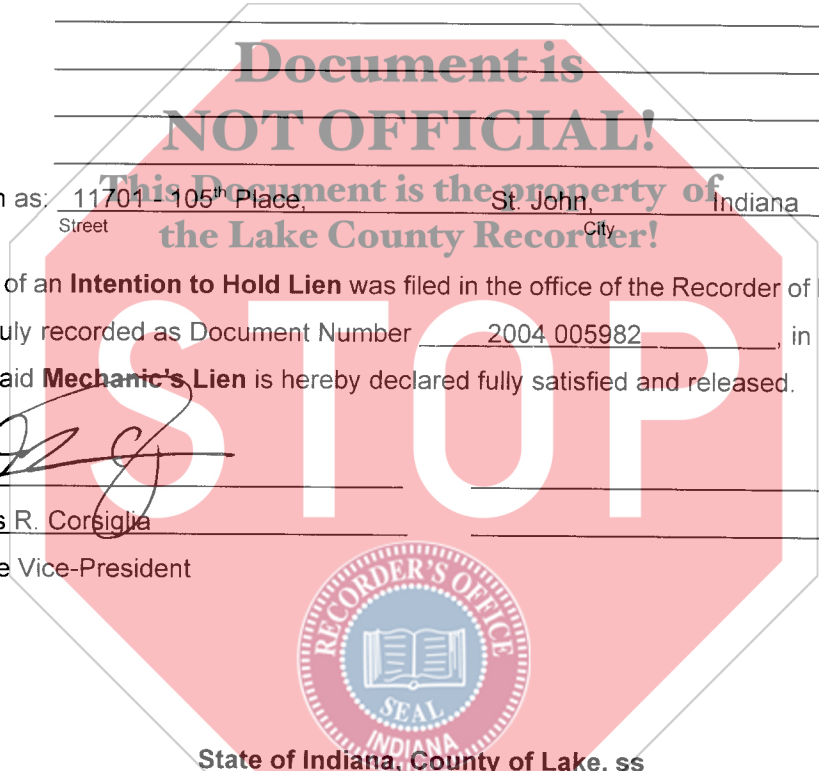 Document is
NOT OFFICIAL!
This Document is the property of
the Lake County Recorder!
n as: 11701 - 105th Place, St. John, Indiana
Street City
of an Intention to Hold Lien was filed in the office of the Recorder of
uly recorded as Document Number 2004 005982, in
aid Mechanic's Lien is hereby declared fully satisfied and released.
STOP
s R. Corsiglia
e Vice-President
RECORDER'S OFFICE
SEAL
INDIANA
State of Indiana, County of Lake, ss